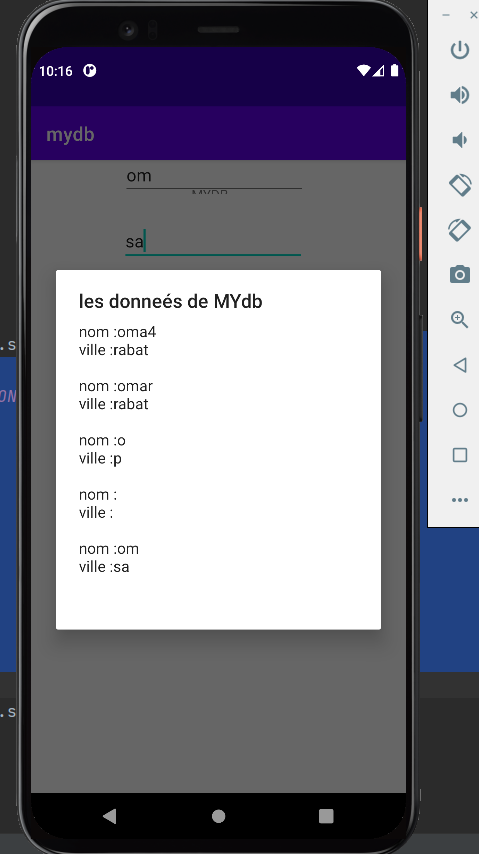 10:16
mydb
om
MYDB
sa
les donneés de MYdb
nom :oma4
ville :rabat
nom :omar
ville :rabat
nom :o
ville :p
nom :
ville :
nom :om
ville :sa
.s
ON
.s